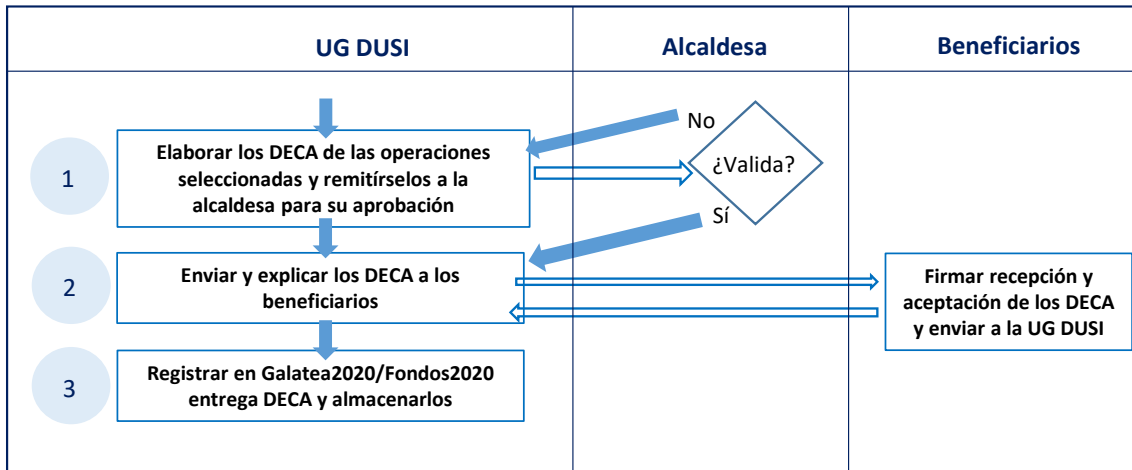 UG DUSI
Alcaldesa
Beneficiarios
No
1
Elaborar los DECA de las operaciones
seleccionadas y remitírselos a la
alcaldesa para su aprobación
¿Valida?
Sí
2
Enviar y explicar los DECA a los
beneficiarios
Firmar recepción y
aceptación de los DECA
y enviar a la UG DUSI
3
Registrar en Galatea2020/Fondos2020
entrega DECA y almacenarlos